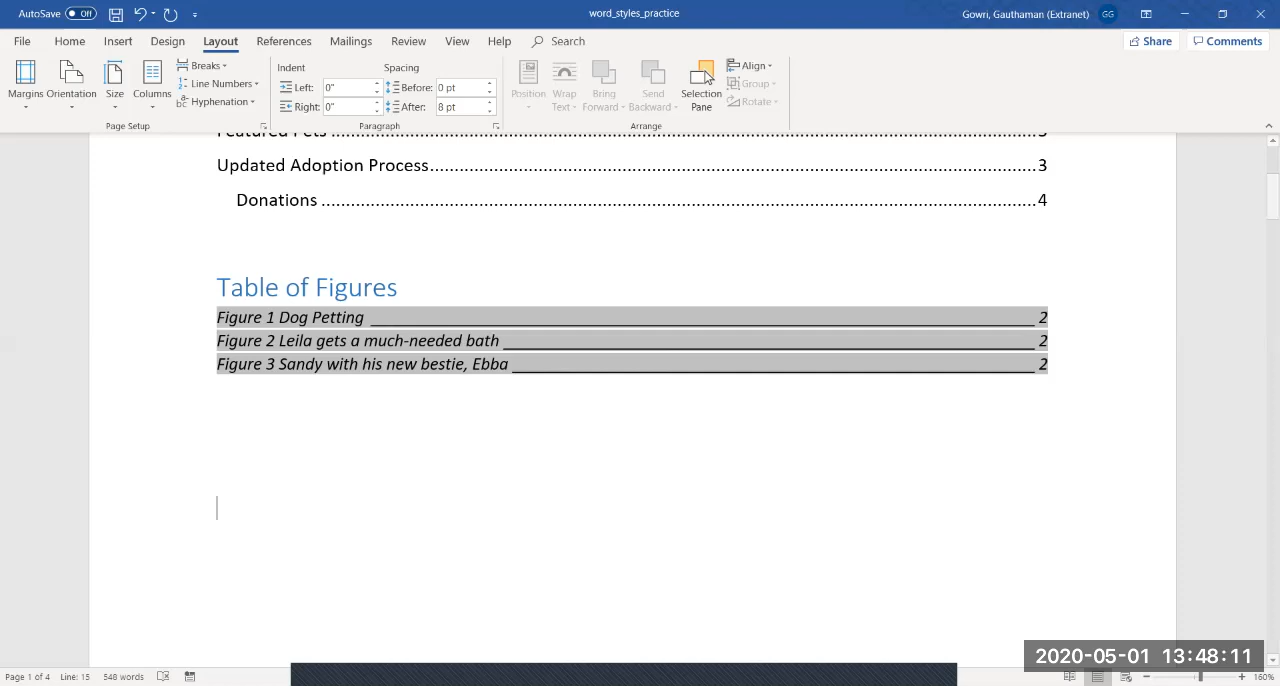 AutoSave Off word_styles_practice Gowri, Gauthaman (Extranet) GG
File Home Insert Design Layout References Mailings Review View Help Search Share Comments
Margins Orientation Size Columns
Breaks
Line Numbers
Hyphenation
Page Setup
Indent Spacing
Left: 0" Before: 0 pt
Right: 0" After: 8 pt
Paragraph
Position Wrap Text Bring Forward Send Backward Selection Pane
Align
Group
Rotate
Arrange
Featured Pets 3
Updated Adoption Process 3
Donations 4
Table of Figures
Figure 1 Dog Petting 2
Figure 2 Leila gets a much-needed bath 2
Figure 3 Sandy with his new bestie, Ebba 2
2020-05-01 13:48:11
Page 1 of 4 Line: 15 548 words 160%